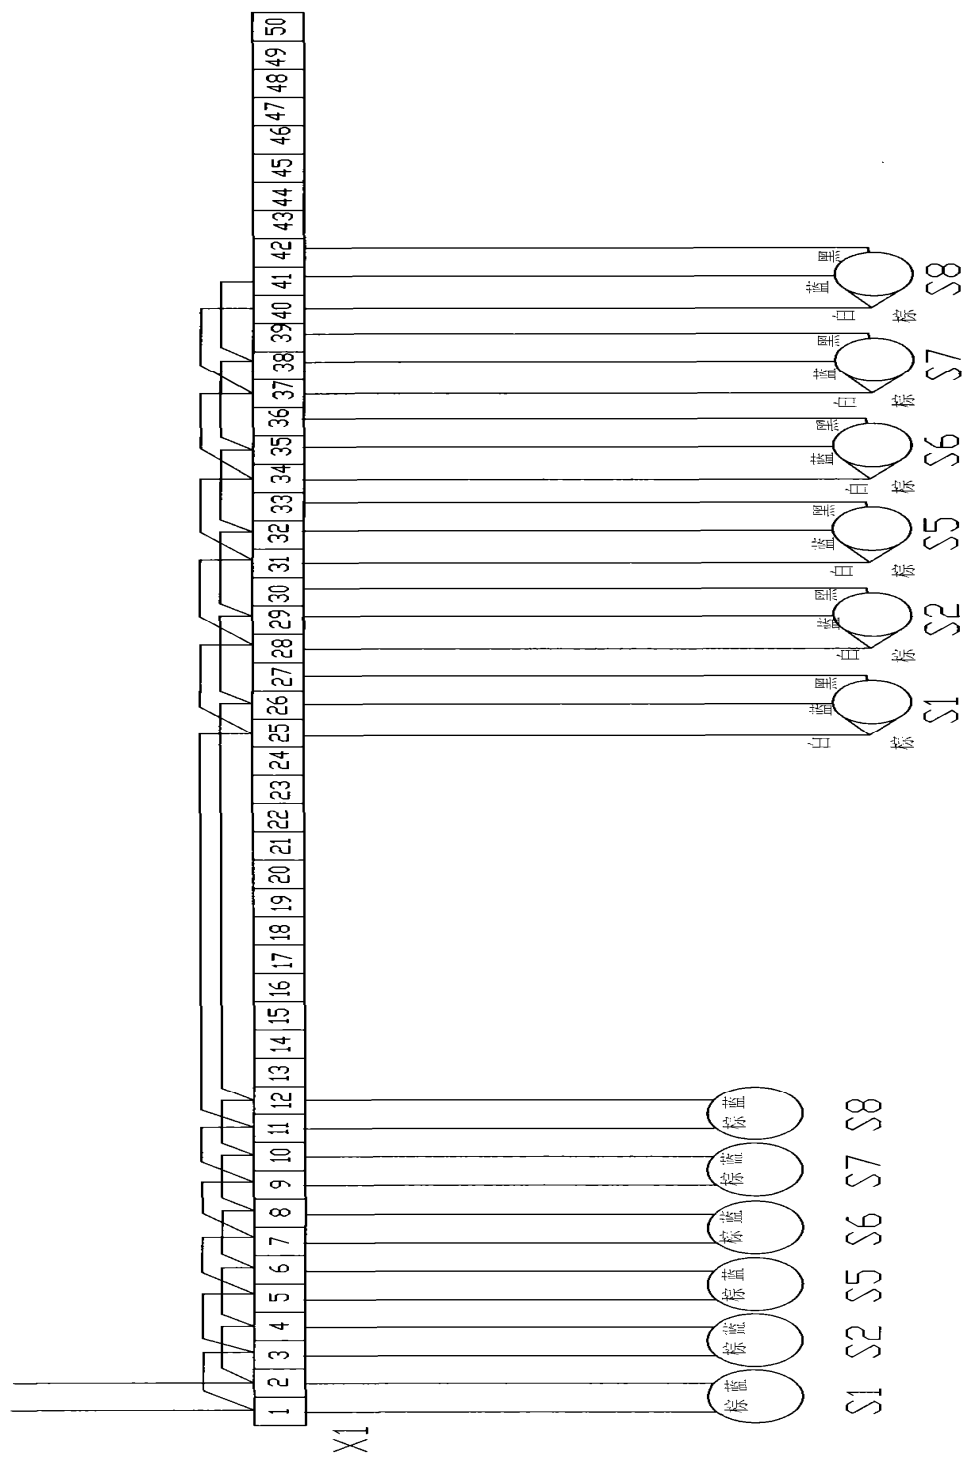 1 2 3 4 5 6 7 8 9 10 11 12 13 14 15 16 17 18 19 20 21 22 23 24 25 26 27 28 29 30 31 32 33 34 35 36 37 38 39 40 41 42 43 44 45 46 47 48 49 50
X1
棕 蓝 棕 蓝 棕 蓝 棕 蓝 棕 蓝 棕 蓝
S1 S2 S5 S6 S7 S8
白 蓝 黑 白 蓝 黑 白 蓝 黑 白 蓝 黑 白 蓝 黑 白 蓝 黑
棕 棕 棕 棕 棕 棕
S1 S2 S5 S6 S7 S8